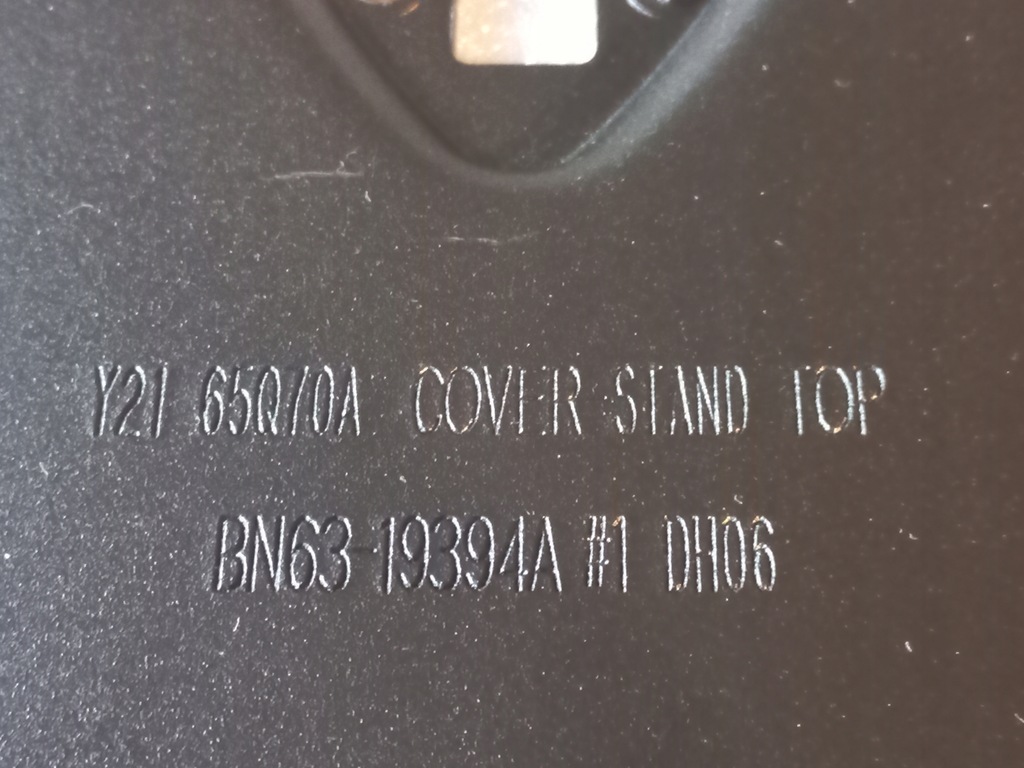 Y21 65Q70A COVER STAND TOP
BN63-19394A #1 DH06